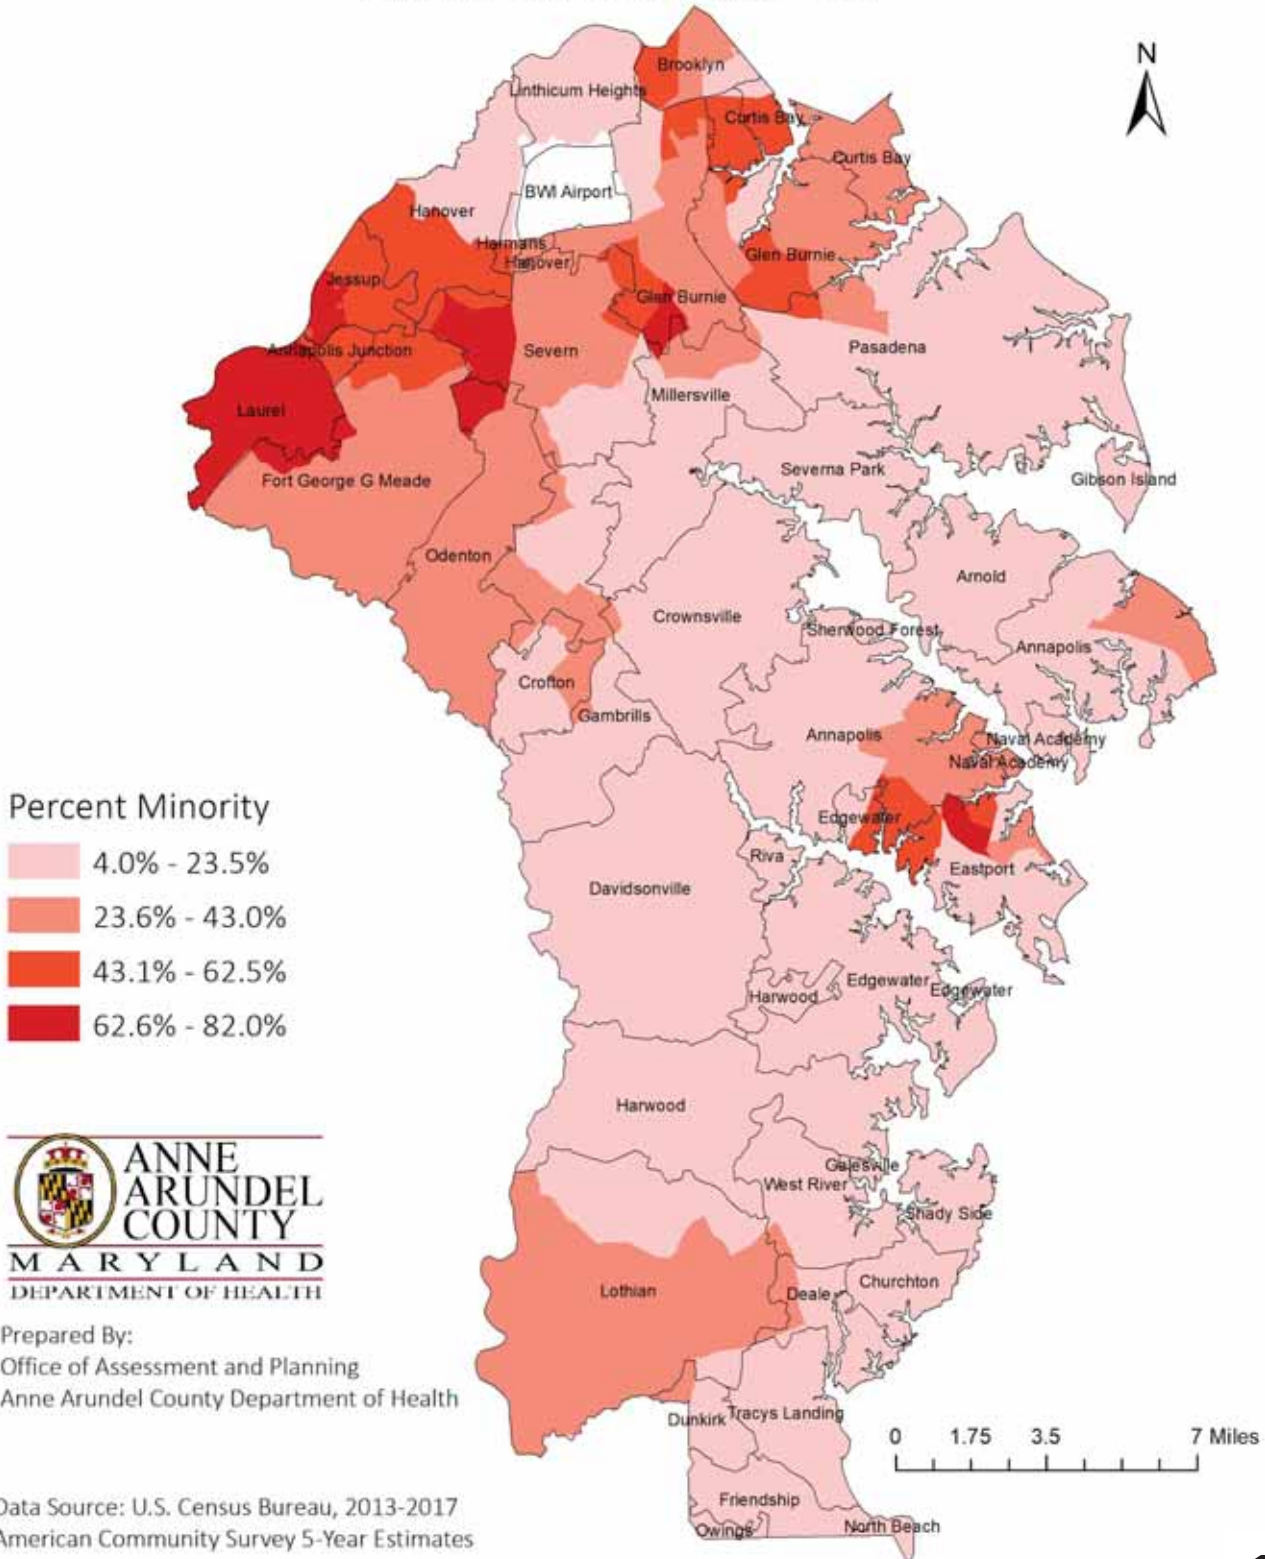 N
Brooklyn
Linthicum Heights
Curtis Bay
Curtis Bay
BWI Airport
Hanover
Harmans
Hanover
Glen Burnie
Jessup
Glen Burnie
Annapolis Junction
Severn
Pasadena
Millersville
Laurel
Severna Park
Fort George G Meade
Gibson Island
Odenton
Arnold
Crownsville
Sherwood Forest
Annapolis
Crofton
Gambrills
Annapolis
Naval Academy
Naval Academy
Percent Minority
4.0% - 23.5%
23.6% - 43.0%
43.1% - 62.5%
62.6% - 82.0%
Edgewater
Riva
Eastport
Davidsonville
Edgewater
Edgewater
Harwood
Harwood
Galesville
West River
Shady Side
Churchton
Lothian
Deale
ANNE
ARUNDEL
COUNTY
MARYLAND
DEPARTMENT OF HEALTH
Prepared By:
Office of Assessment and Planning
Anne Arundel County Department of Health
Dunkirk
Tracys Landing
0 1.75 3.5 7 Miles
Friendship
Owings
North Beach
Data Source: U.S. Census Bureau, 2013-2017
American Community Survey 5-Year Estimates